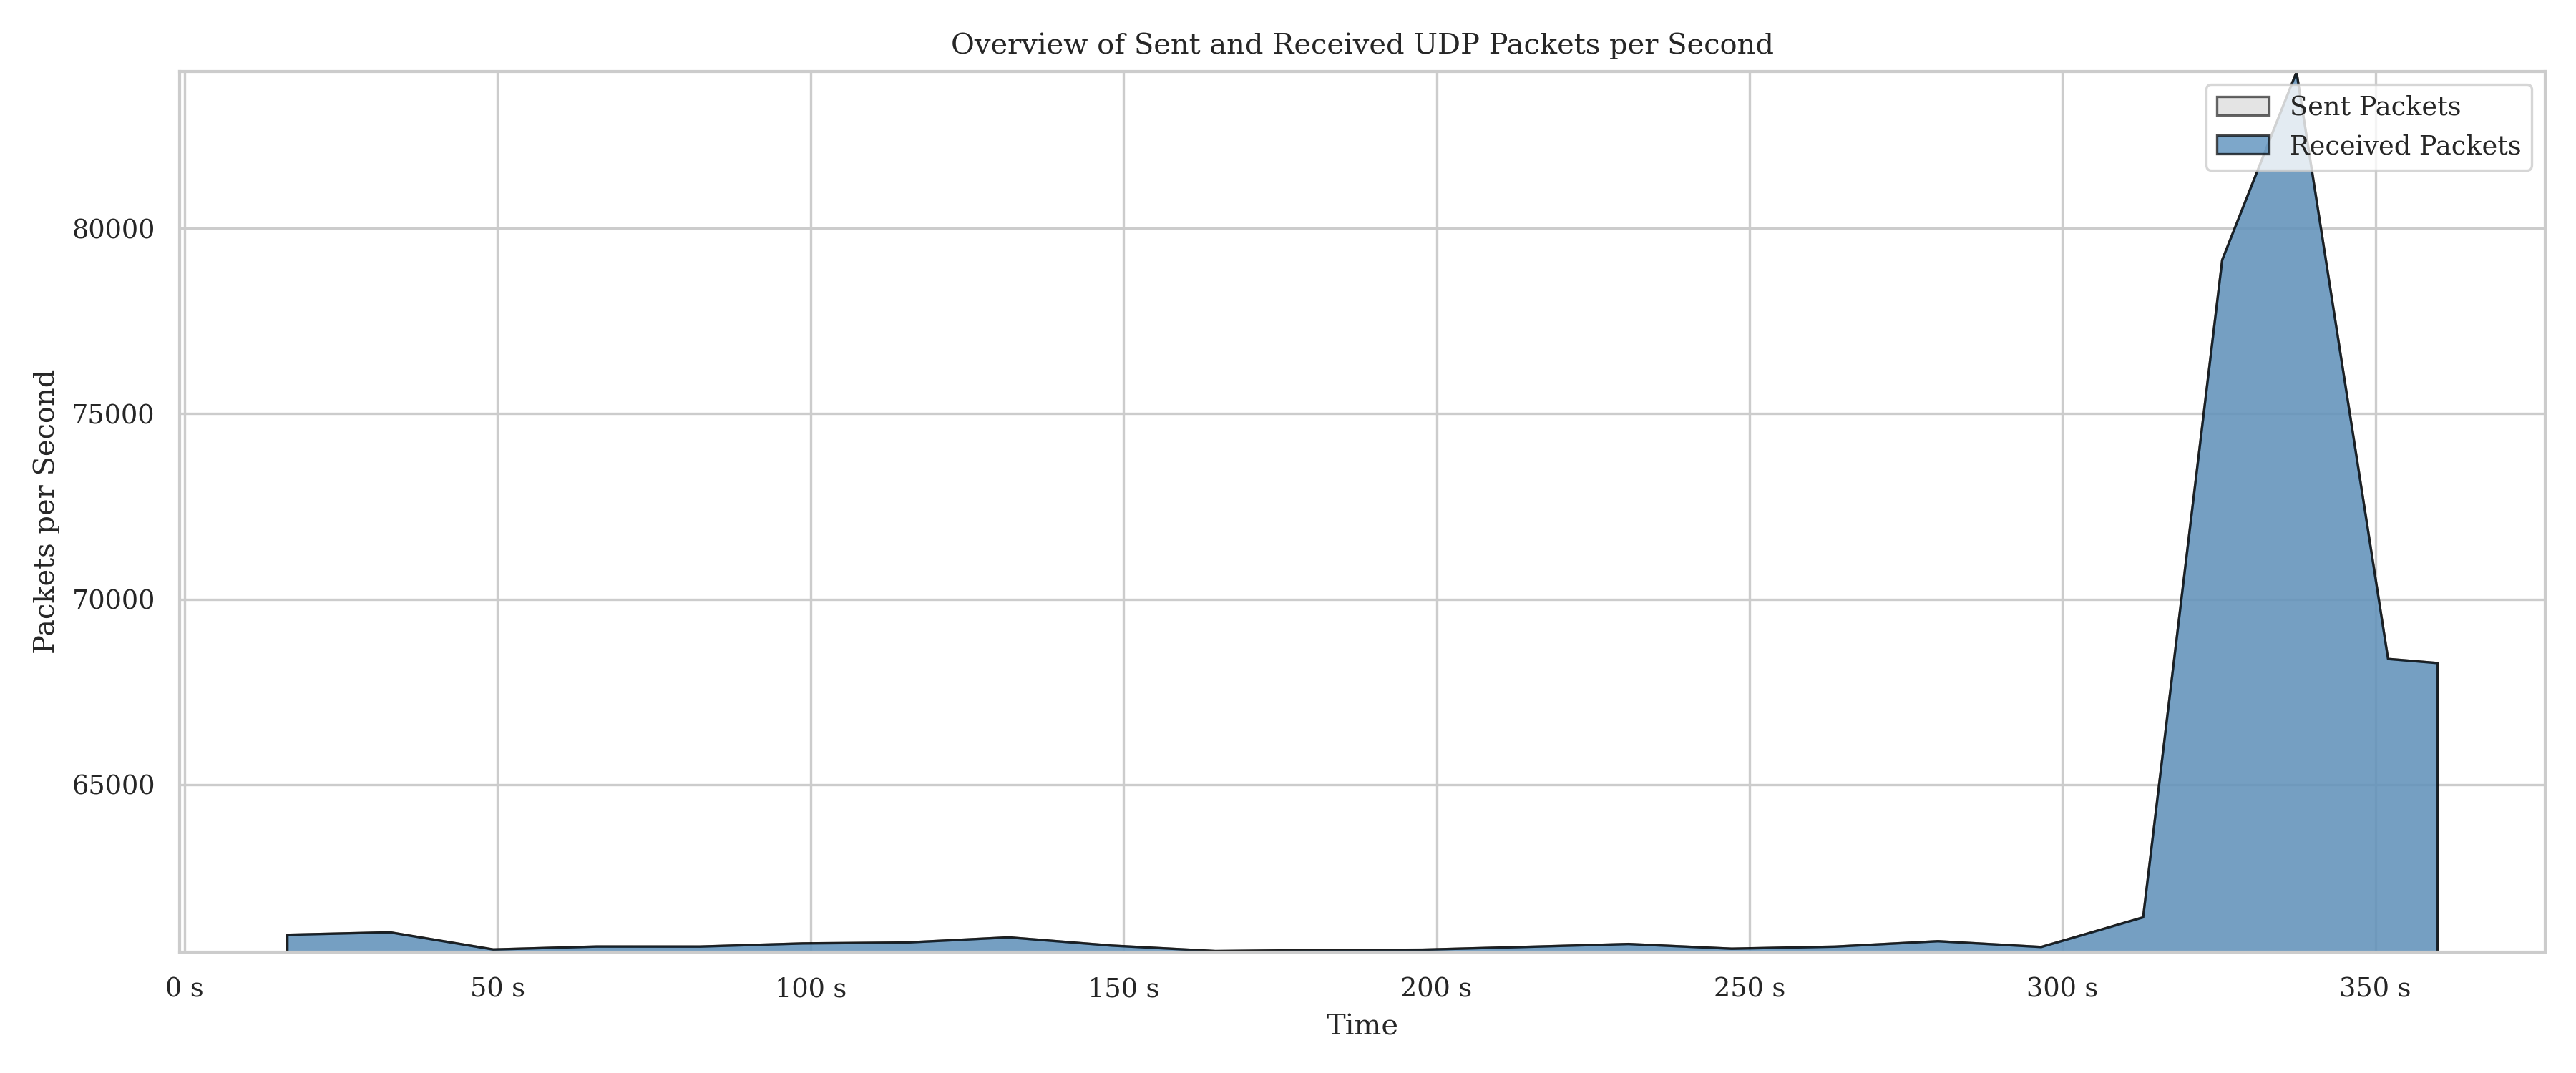 Overview of Sent and Received UDP Packets per Second
Sent Packets
Received Packets
Packets per Second
80000
75000
70000
65000
0 s 50 s 100 s 150 s 200 s 250 s 300 s 350 s
Time